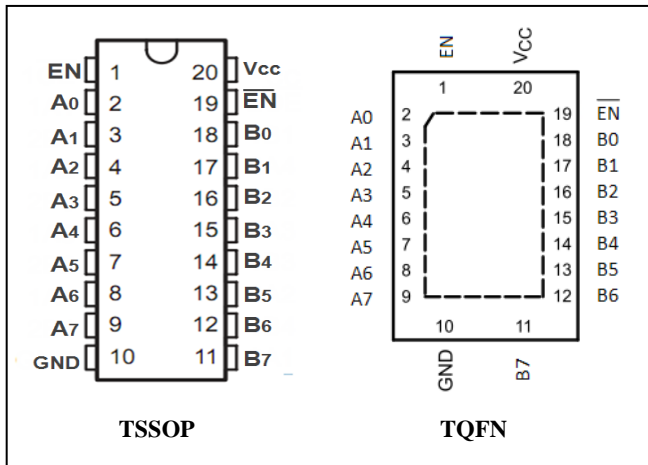 EN 1 20 Vcc
A0 2 19 E̅N̅
A1 3 18 B0
A2 4 17 B1
A3 5 16 B2
A4 6 15 B3
A5 7 14 B4
A6 8 13 B5
A7 9 12 B6
GND 10 11 B7
TSSOP
EN VCC
1 20
A0 2 19 E̅N̅
A1 3 18 B0
A2 4 17 B1
A3 5 16 B2
A4 6 15 B3
A5 7 14 B4
A6 8 13 B5
A7 9 12 B6
10 11
GND B7
TQFN